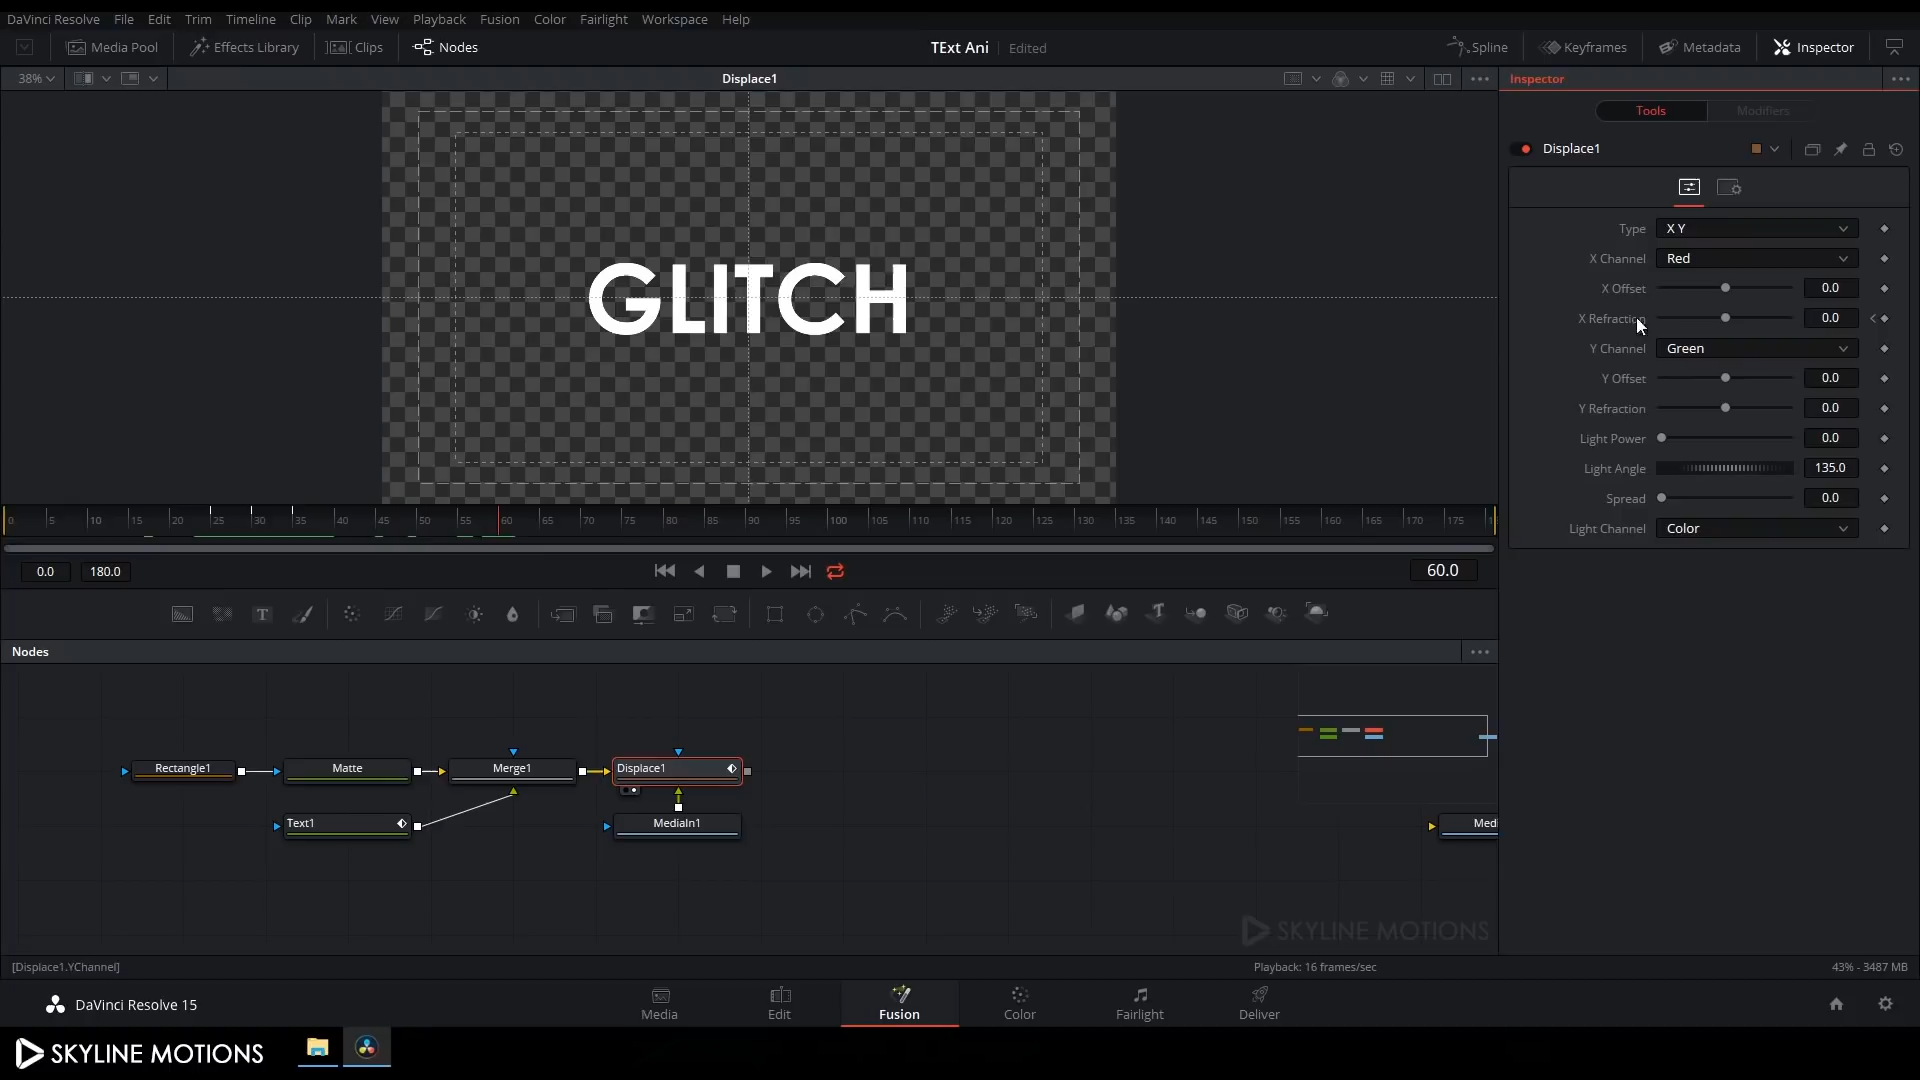 DaVinci Resolve File Edit Trim Timeline Clip Mark View Playback Fusion Color Fairlight Workspace Help
Media Pool Effects Library Clips Nodes TExt Ani Edited Spline Keyframes Metadata Inspector
38% Displace1 Inspector
Tools Modifiers
Displace1
Type X Y
X Channel Red
X Offset 0.0
X Refraction 0.0
Y Channel Green
Y Offset 0.0
Y Refraction 0.0
Light Power 0.0
Light Angle 135.0
Spread 0.0
Light Channel Color
GLITCH
0 5 10 15 20 25 30 35 40 45 50 55 60 65 70 75 80 85 90 95 100 105 110 115 120 125 130 135 140 145 150 155 160 165 170 175
0.0 180.0 60.0
Nodes
Rectangle1 Matte Merge1 Displace1
Text1 MediaIn1 Medi
SKYLINE MOTIONS
[Displace1.YChannel] Playback: 16 frames/sec 43% - 3487 MB
DaVinci Resolve 15 Media Edit Fusion Color Fairlight Deliver
SKYLINE MOTIONS